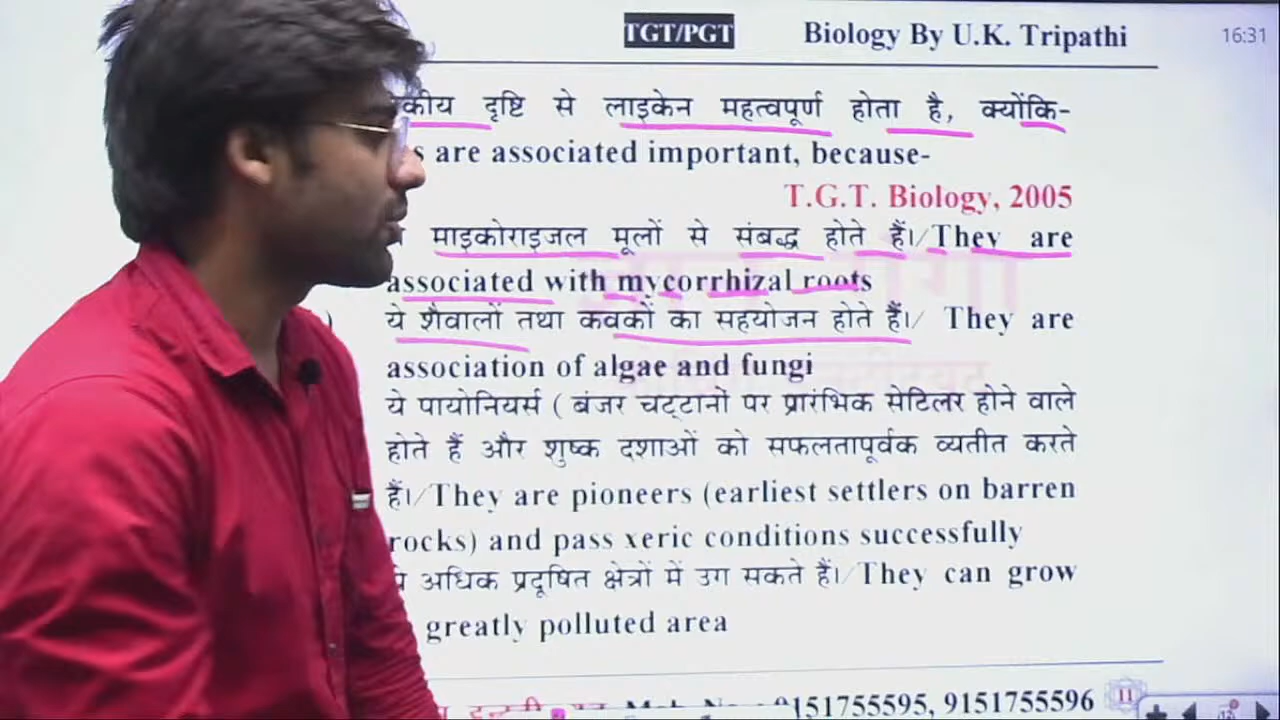 TGT/PGT Biology By U.K. Tripathi 16:31
दृष्टि से लाइकेन महत्वपूर्ण होता है, क्योंकि-
are associated important, because-
T.G.T. Biology, 2005
माइकोराइजल मूलों से संबद्ध होते हैं।/They are
associated with mycorrhizal roots
ये शैवालों तथा कवकों का सहयोजन होते हैं।/ They are
association of algae and fungi
ये पायोनियर्स ( बंजर चट्टानो पर प्रारंभिक सेटिलर होने वाले
होते हैं और शुष्क दशाओं को सफलतापूर्वक व्यतीत करते
हैं।/They are pioneers (earliest settlers on barren
rocks) and pass xeric conditions successfully
अधिक प्रदूषित क्षेत्रों में उग सकते हैं।/They can grow
greatly polluted area
9151755595, 9151755596 11